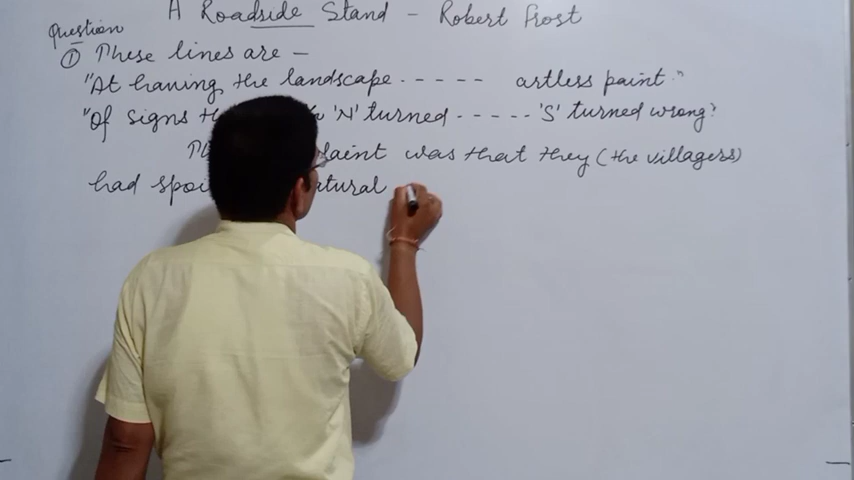 A Roadside Stand - Robert Frost
Question
① These lines are —
"At having the landscape ----- artless paint."
"Of signs 'N' turned ----- 'S' turned wrong"
was that they (the villagers)
had